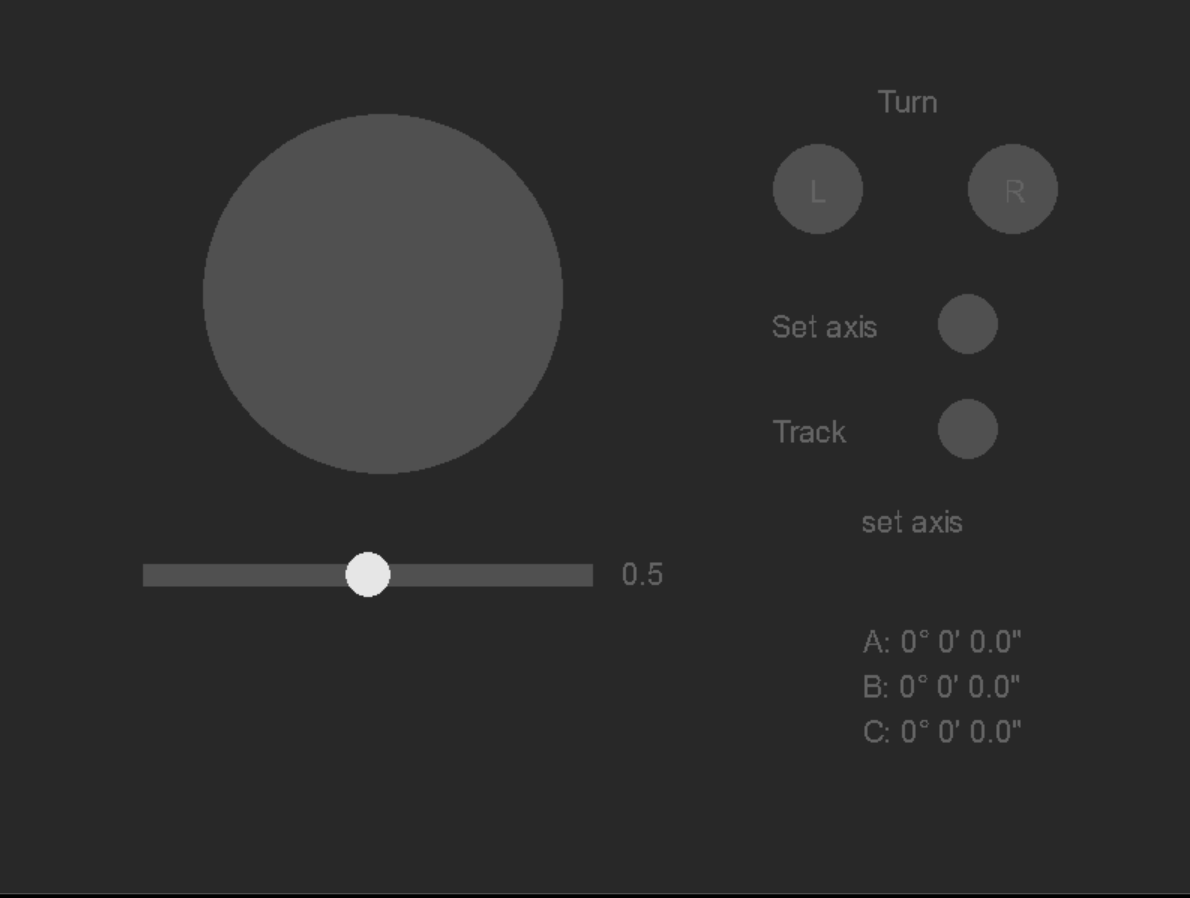 Turn
L R
Set axis
Track
set axis
0.5
A: 0° 0' 0.0"
B: 0° 0' 0.0"
C: 0° 0' 0.0"